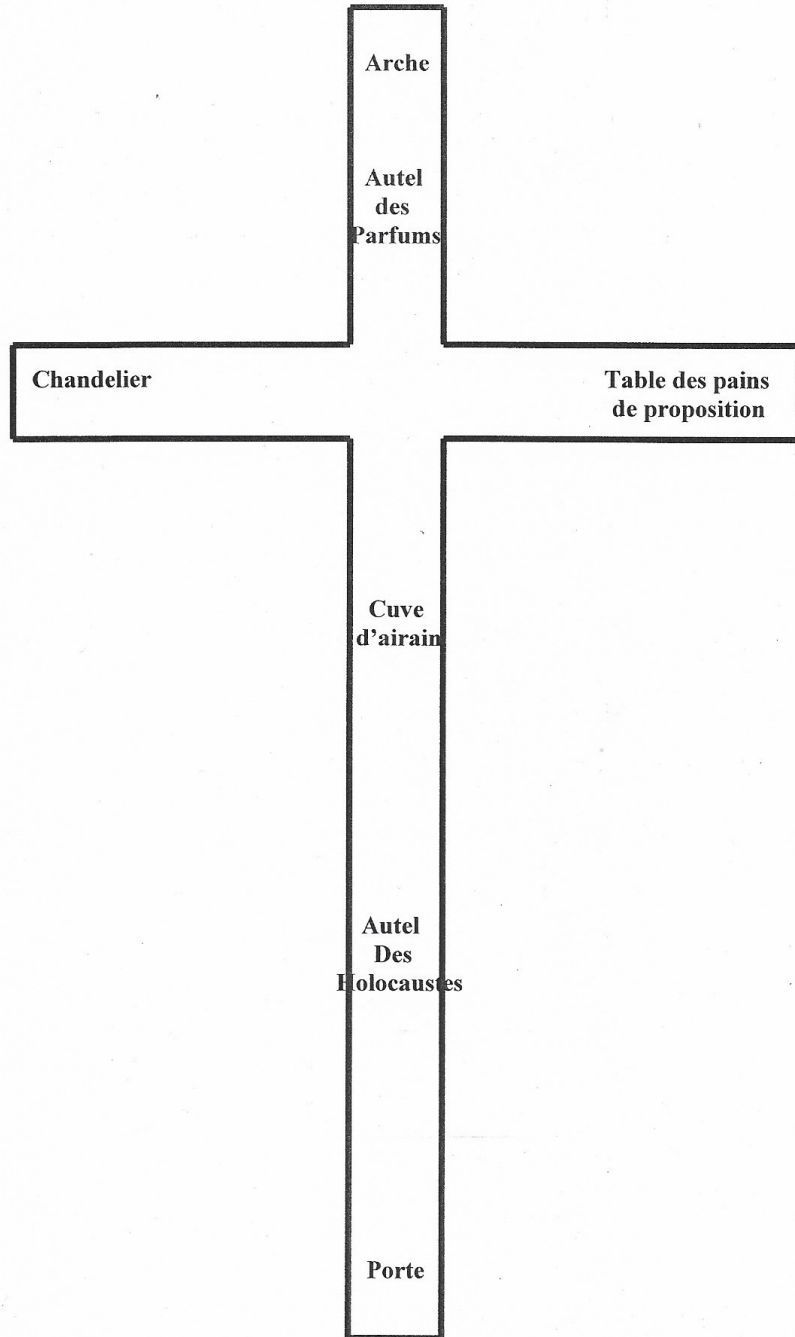 Arche
Autel
des
Parfums
Chandelier
Table des pains
de proposition
Cuve
d’airain
Autel
Des
Holocaustes
Porte